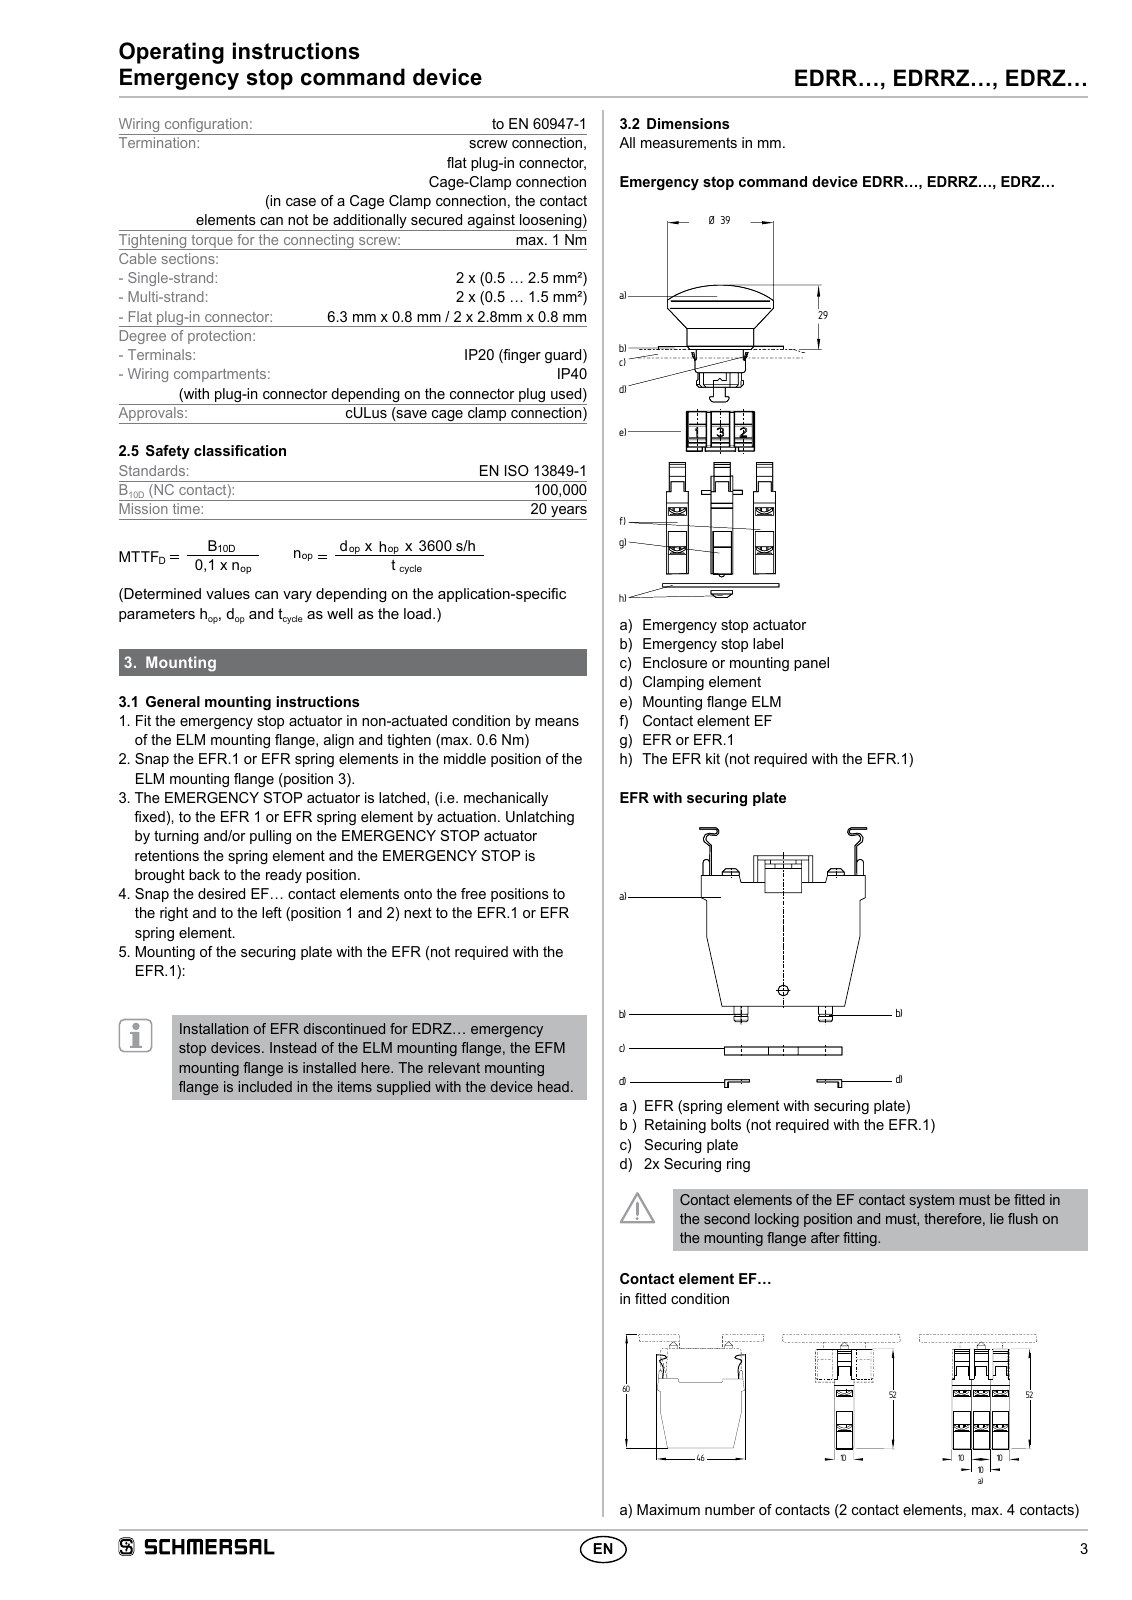 Operating instructions
Emergency stop command device
EDRR…, EDRRZ…, EDRZ…
Wiring configuration: to EN 60947-1
Termination: screw connection,
flat plug-in connector,
Cage-Clamp connection
(in case of a Cage Clamp connection, the contact
elements can not be additionally secured against loosening)
Tightening torque for the connecting screw: max. 1 Nm
Cable sections:
- Single-strand: 2 x (0.5 … 2.5 mm²)
- Multi-strand: 2 x (0.5 … 1.5 mm²)
- Flat plug-in connector: 6.3 mm x 0.8 mm / 2 x 2.8mm x 0.8 mm
Degree of protection:
- Terminals: IP20 (finger guard)
- Wiring compartments: IP40
(with plug-in connector depending on the connector plug used)
Approvals: cULus (save cage clamp connection)
2.5 Safety classification
Standards: EN ISO 13849-1
B10D (NC contact): 100,000
Mission time: 20 years
MTTFD = B10D / 0,1 x nop nop = dop x hop x 3600 s/h / t cycle
(Determined values can vary depending on the application-specific
parameters hop, dop and tcycle as well as the load.)
3. Mounting
3.1 General mounting instructions
1. Fit the emergency stop actuator in non-actuated condition by means
of the ELM mounting flange, align and tighten (max. 0.6 Nm)
2. Snap the EFR.1 or EFR spring elements in the middle position of the
ELM mounting flange (position 3).
3. The EMERGENCY STOP actuator is latched, (i.e. mechanically
fixed), to the EFR 1 or EFR spring element by actuation. Unlatching
by turning and/or pulling on the EMERGENCY STOP actuator
retentions the spring element and the EMERGENCY STOP is
brought back to the ready position.
4. Snap the desired EF… contact elements onto the free positions to
the right and to the left (position 1 and 2) next to the EFR.1 or EFR
spring element.
5. Mounting of the securing plate with the EFR (not required with the
EFR.1):
Installation of EFR discontinued for EDRZ… emergency
stop devices. Instead of the ELM mounting flange, the EFM
mounting flange is installed here. The relevant mounting
flange is included in the items supplied with the device head.
3.2 Dimensions
All measurements in mm.
Emergency stop command device EDRR…, EDRRZ…, EDRZ…
Ø 39
a)
29
b)
c)
d)
e) 1 3 2
f)
g)
h)
a) Emergency stop actuator
b) Emergency stop label
c) Enclosure or mounting panel
d) Clamping element
e) Mounting flange ELM
f) Contact element EF
g) EFR or EFR.1
h) The EFR kit (not required with the EFR.1)
EFR with securing plate
a)
b) b)
c)
d) d)
a ) EFR (spring element with securing plate)
b ) Retaining bolts (not required with the EFR.1)
c) Securing plate
d) 2x Securing ring
Contact elements of the EF contact system must be fitted in
the second locking position and must, therefore, lie flush on
the mounting flange after fitting.
Contact element EF…
in fitted condition
60 52 52
46 10 10 10
10
a)
a) Maximum number of contacts (2 contact elements, max. 4 contacts)
SCHMERSAL
EN
3